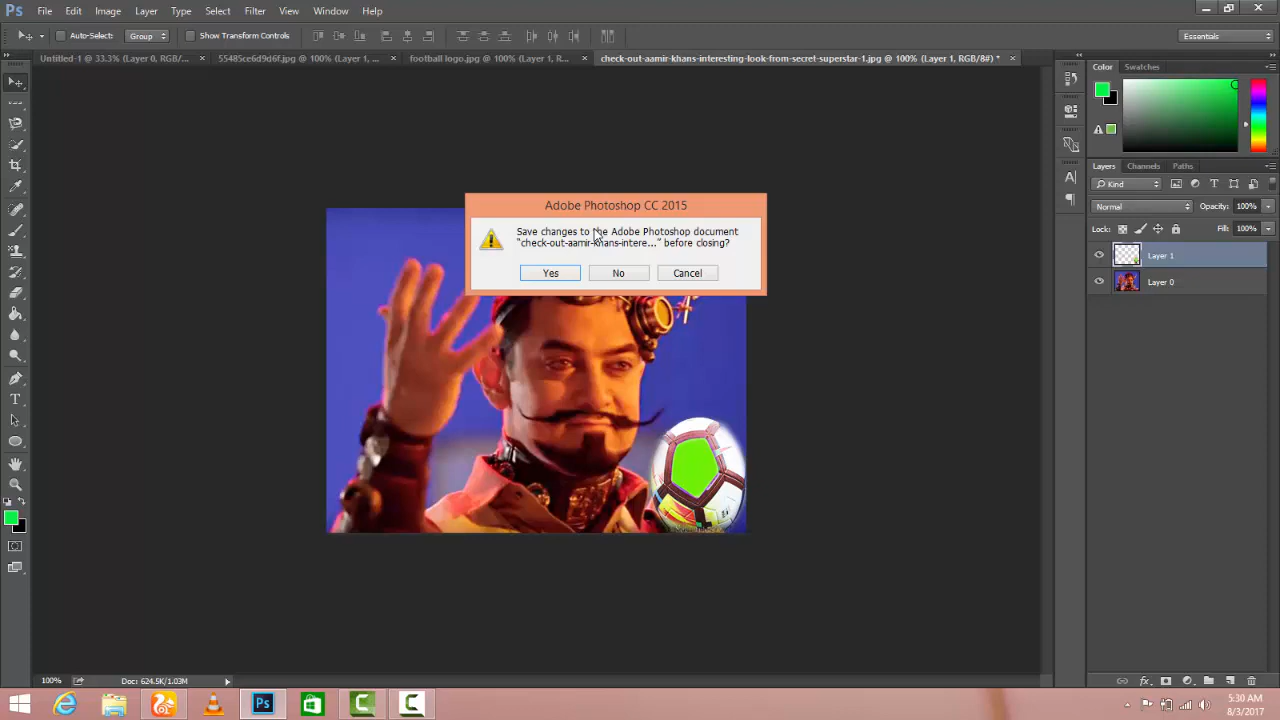 Ps File Edit Image Layer Type Select Filter View Window Help
Auto-Select: Group Show Transform Controls Essentials
Untitled-1 @ 33.3% (Layer 0, RGB/... × 55485ce6d9d6f.jpg @ 100% (Layer 1, ... × football logo.jpg @ 100% (Layer 1, R... × check-out-aamir-khans-interesting-look-from-secret-superstar-1.jpg @ 100% (Layer 1, RGB/8#) * ×
Color Swatches
Layers Channels Paths
Kind
Normal Opacity: 100%
Lock: Fill: 100%
Layer 1
Layer 0
Adobe Photoshop CC 2015
Save changes to the Adobe Photoshop document
"check-out-aamir-khans-intere..." before closing?
Yes No Cancel
100% Doc: 624.5K/1.03M
5:30 AM
8/3/2017